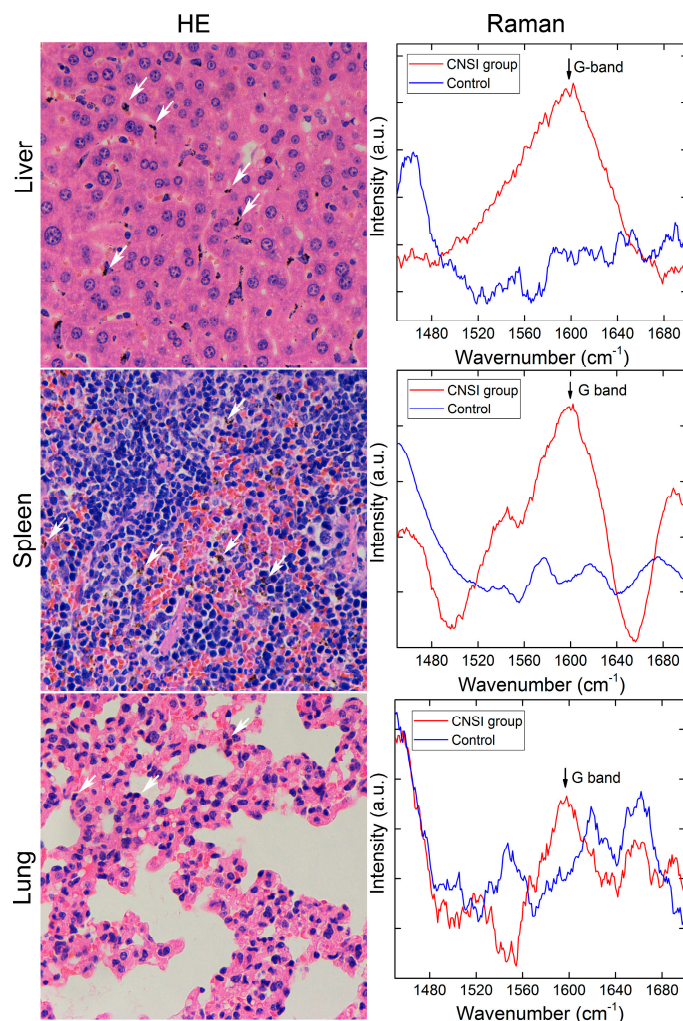 HE
Raman
Liver
CNSI group
Control
G-band
Intensity (a.u.)
1480 1520 1560 1600 1640 1680
Wavernumber (cm-1)
Spleen
CNSI group
Control
G band
Intensity (a.u.)
1480 1520 1560 1600 1640 1680
Wavenumber (cm-1)
Lung
CNSI group
Control
G band
Intensity (a.u.)
1480 1520 1560 1600 1640 1680
Wavenumber (cm-1)